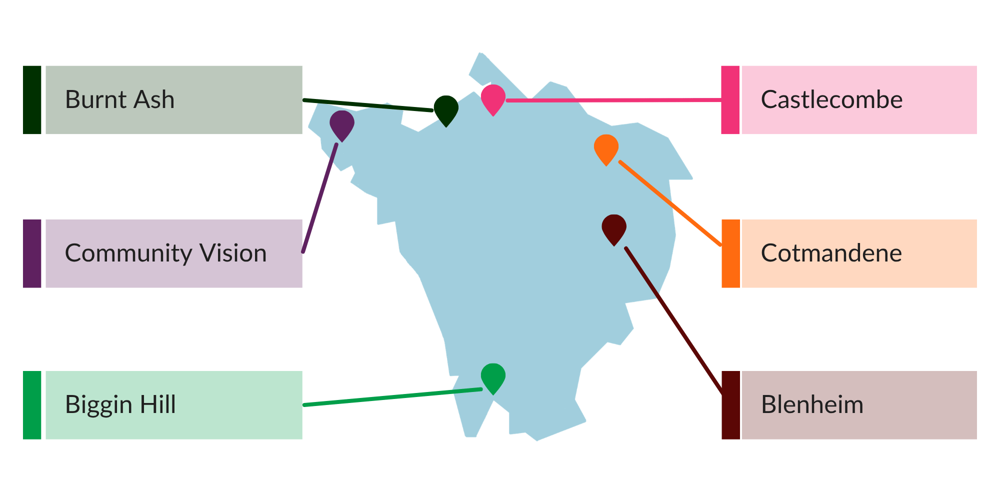 Burnt Ash
Castlecombe
Community Vision
Cotmandene
Biggin Hill
Blenheim